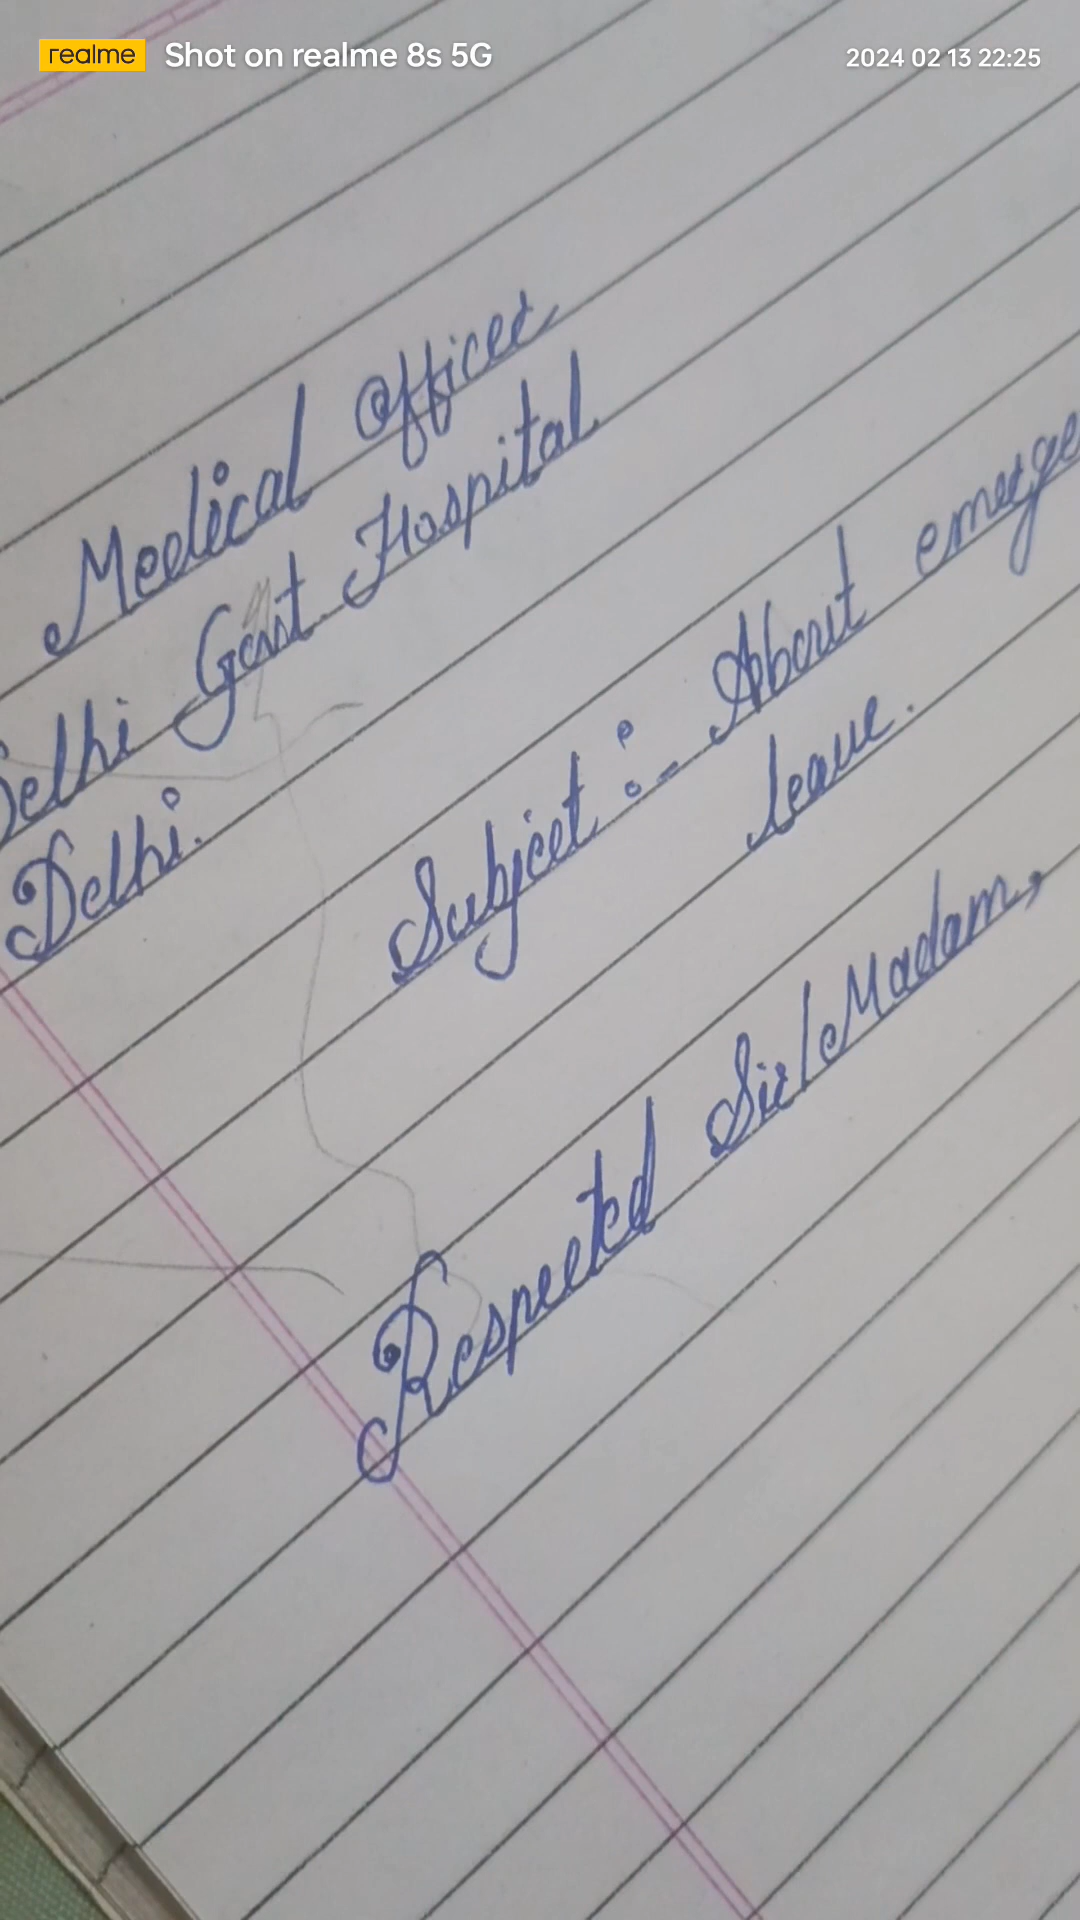 realme Shot on realme 8s 5G 2024 02 13 22:25
Medical Officer
Delhi Govt Hospital
Delhi.
Subject :- About emerge
leave.
Respected Sir/Madam,